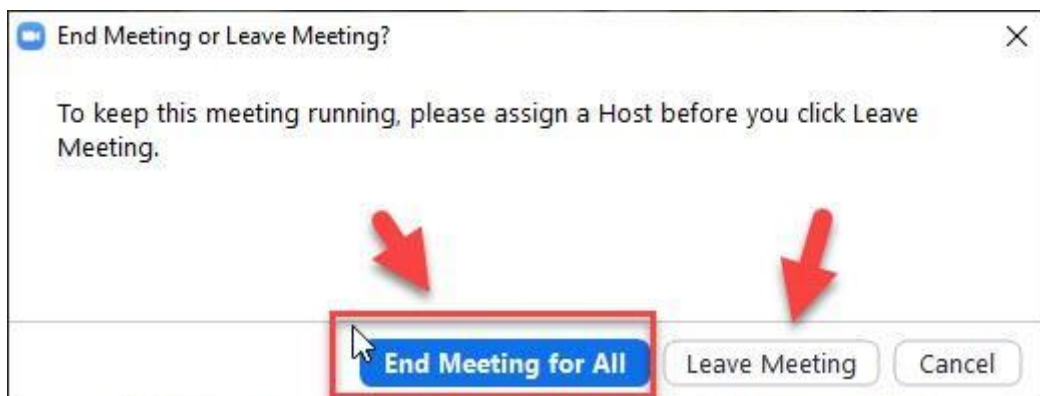 End Meeting or Leave Meeting?
To keep this meeting running, please assign a Host before you click Leave
Meeting.
End Meeting for All Leave Meeting Cancel